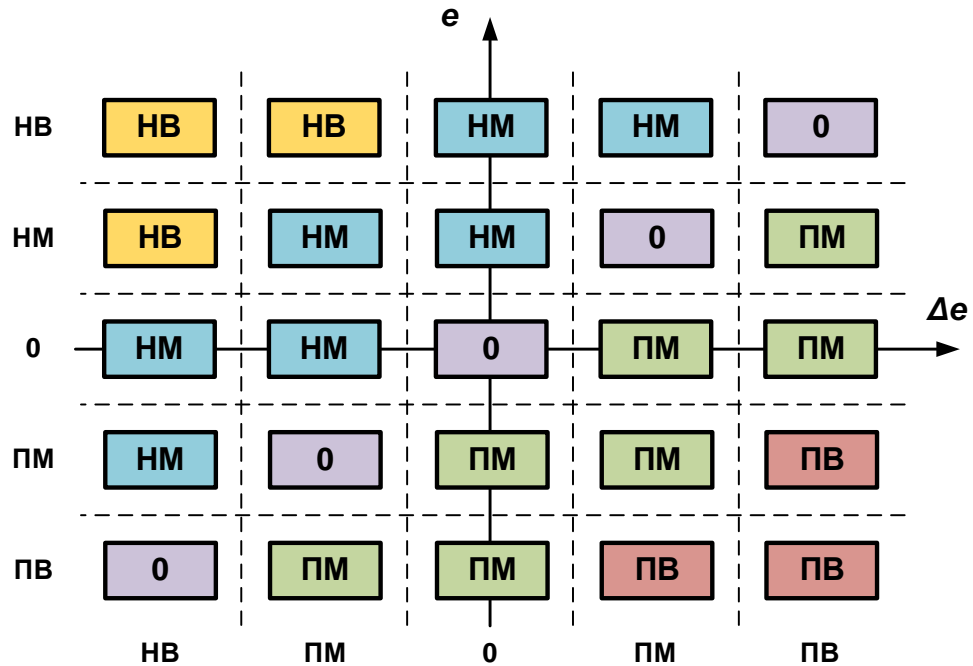 e
НВ НВ НВ НМ НМ 0
НМ НВ НМ НМ 0 ПМ
Δe
0 НМ НМ 0 ПМ ПМ
ПМ НМ 0 ПМ ПМ ПВ
ПВ 0 ПМ ПМ ПВ ПВ
НВ ПМ 0 ПМ ПВ